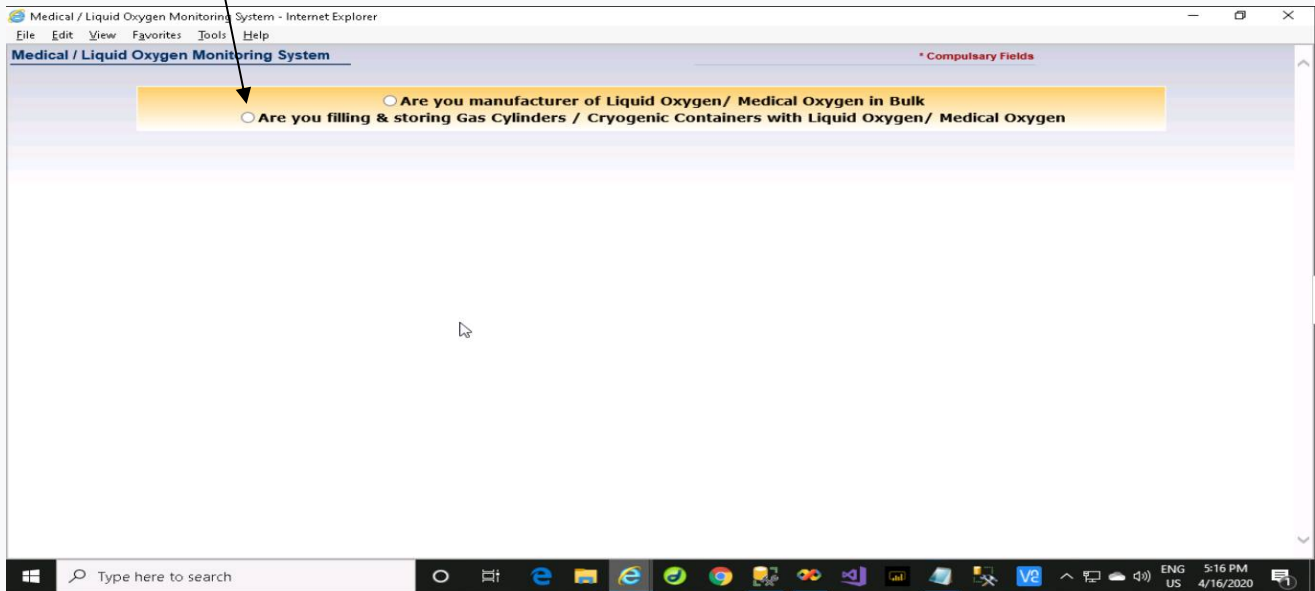 Medical / Liquid Oxygen Monitoring System - Internet Explorer
File Edit View Favorites Tools Help
Medical / Liquid Oxygen Monitoring System
* Compulsary Fields
Are you manufacturer of Liquid Oxygen/ Medical Oxygen in Bulk
Are you filling & storing Gas Cylinders / Cryogenic Containers with Liquid Oxygen/ Medical Oxygen
Type here to search
ENG
US
5:16 PM
4/16/2020